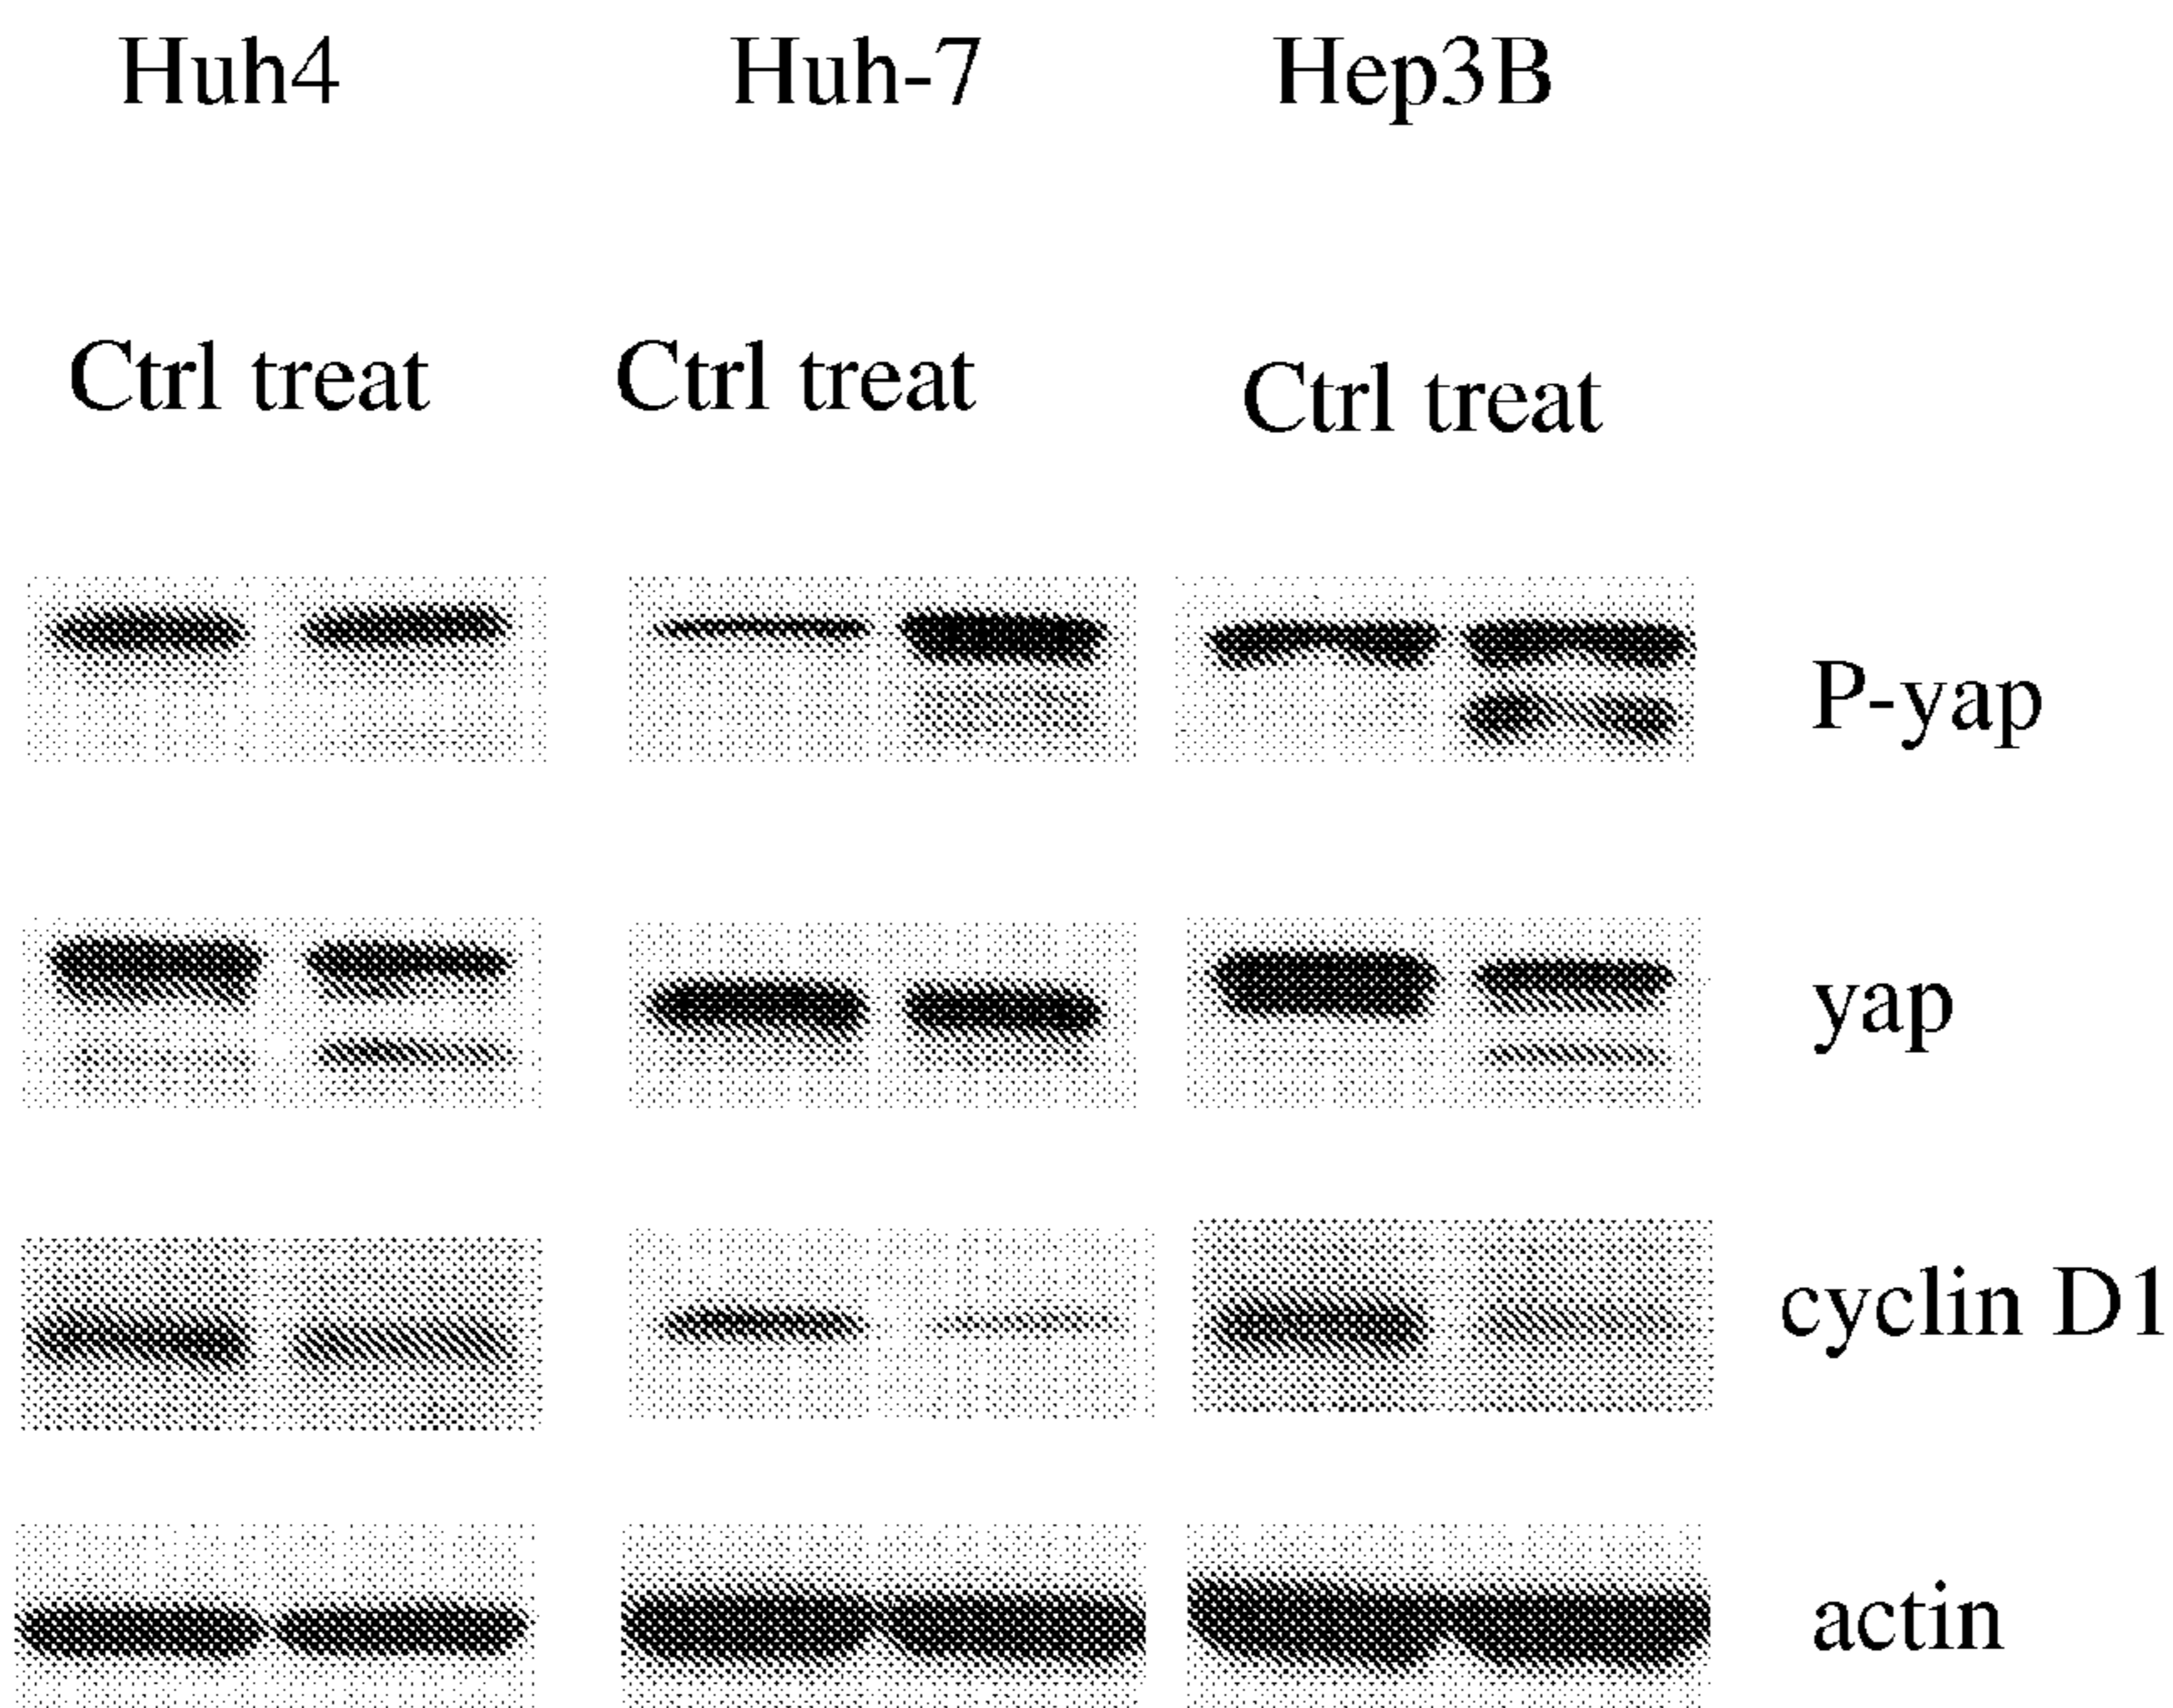 Huh4 Huh-7 Hep3B
Ctrl treat Ctrl treat Ctrl treat
P-yap
yap
cyclin D1
actin